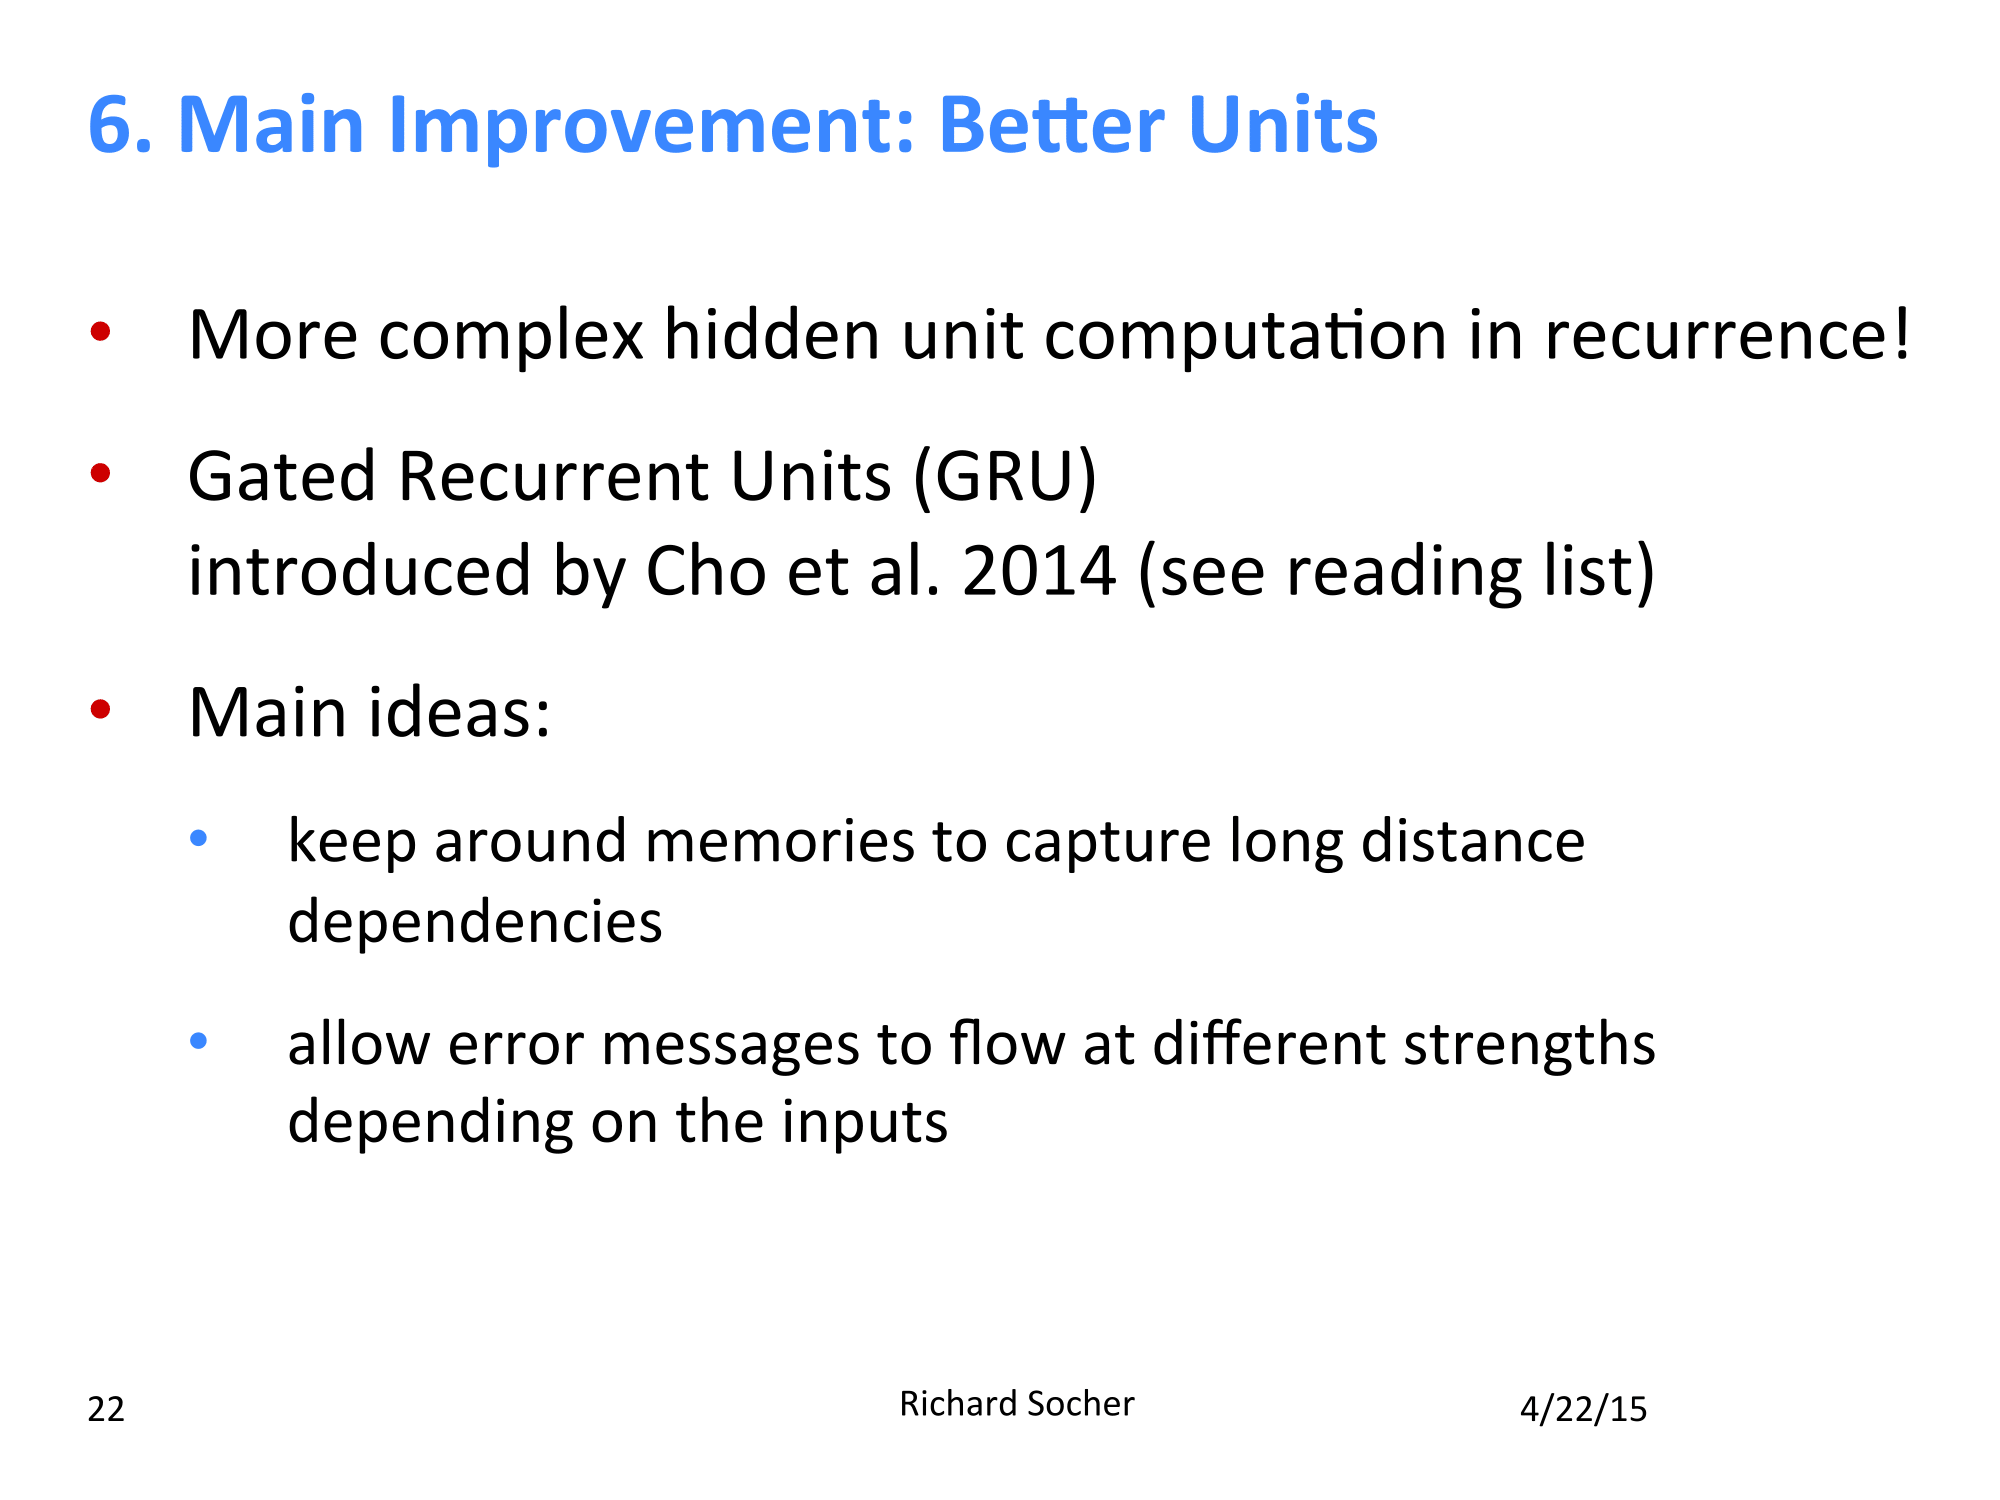 6. Main Improvement: Better Units
• More complex hidden unit computation in recurrence!
• Gated Recurrent Units (GRU)
introduced by Cho et al. 2014 (see reading list)
• Main ideas:
• keep around memories to capture long distance
dependencies
• allow error messages to flow at different strengths
depending on the inputs
22 Richard Socher 4/22/15